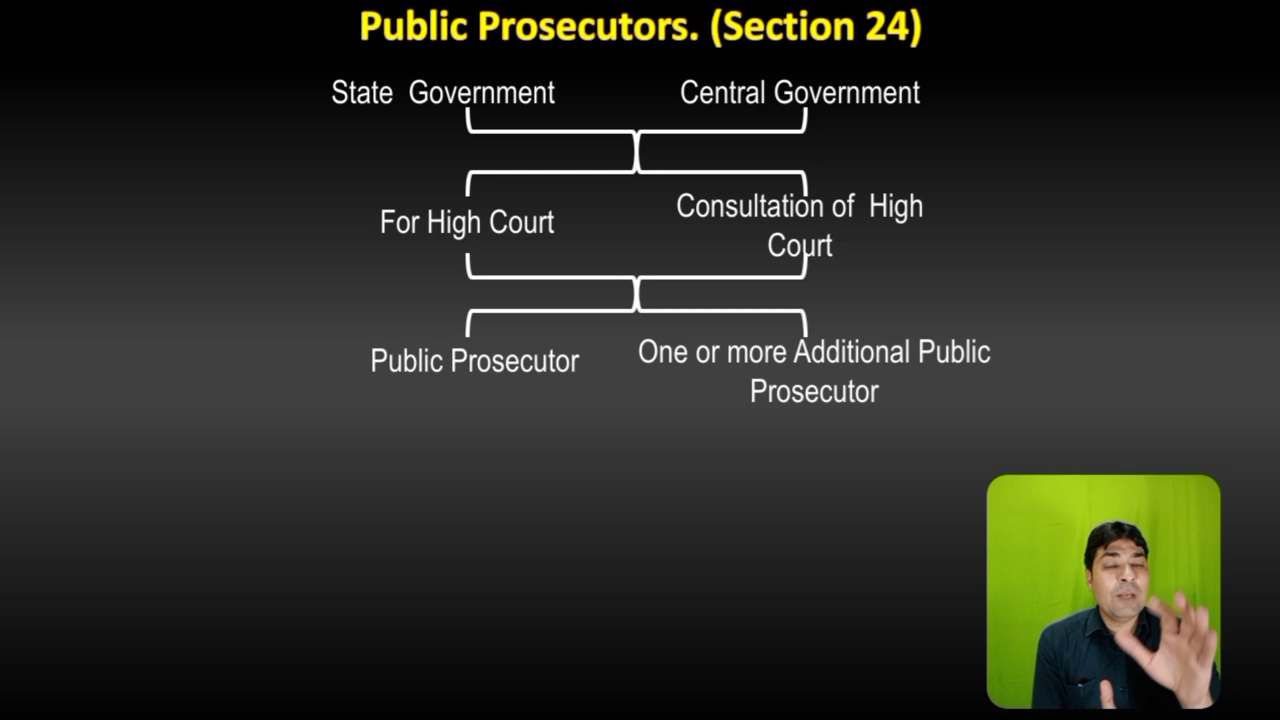 Public Prosecutors. (Section 24)
State Government Central Government
For High Court Consultation of High
Court
Public Prosecutor One or more Additional Public
Prosecutor